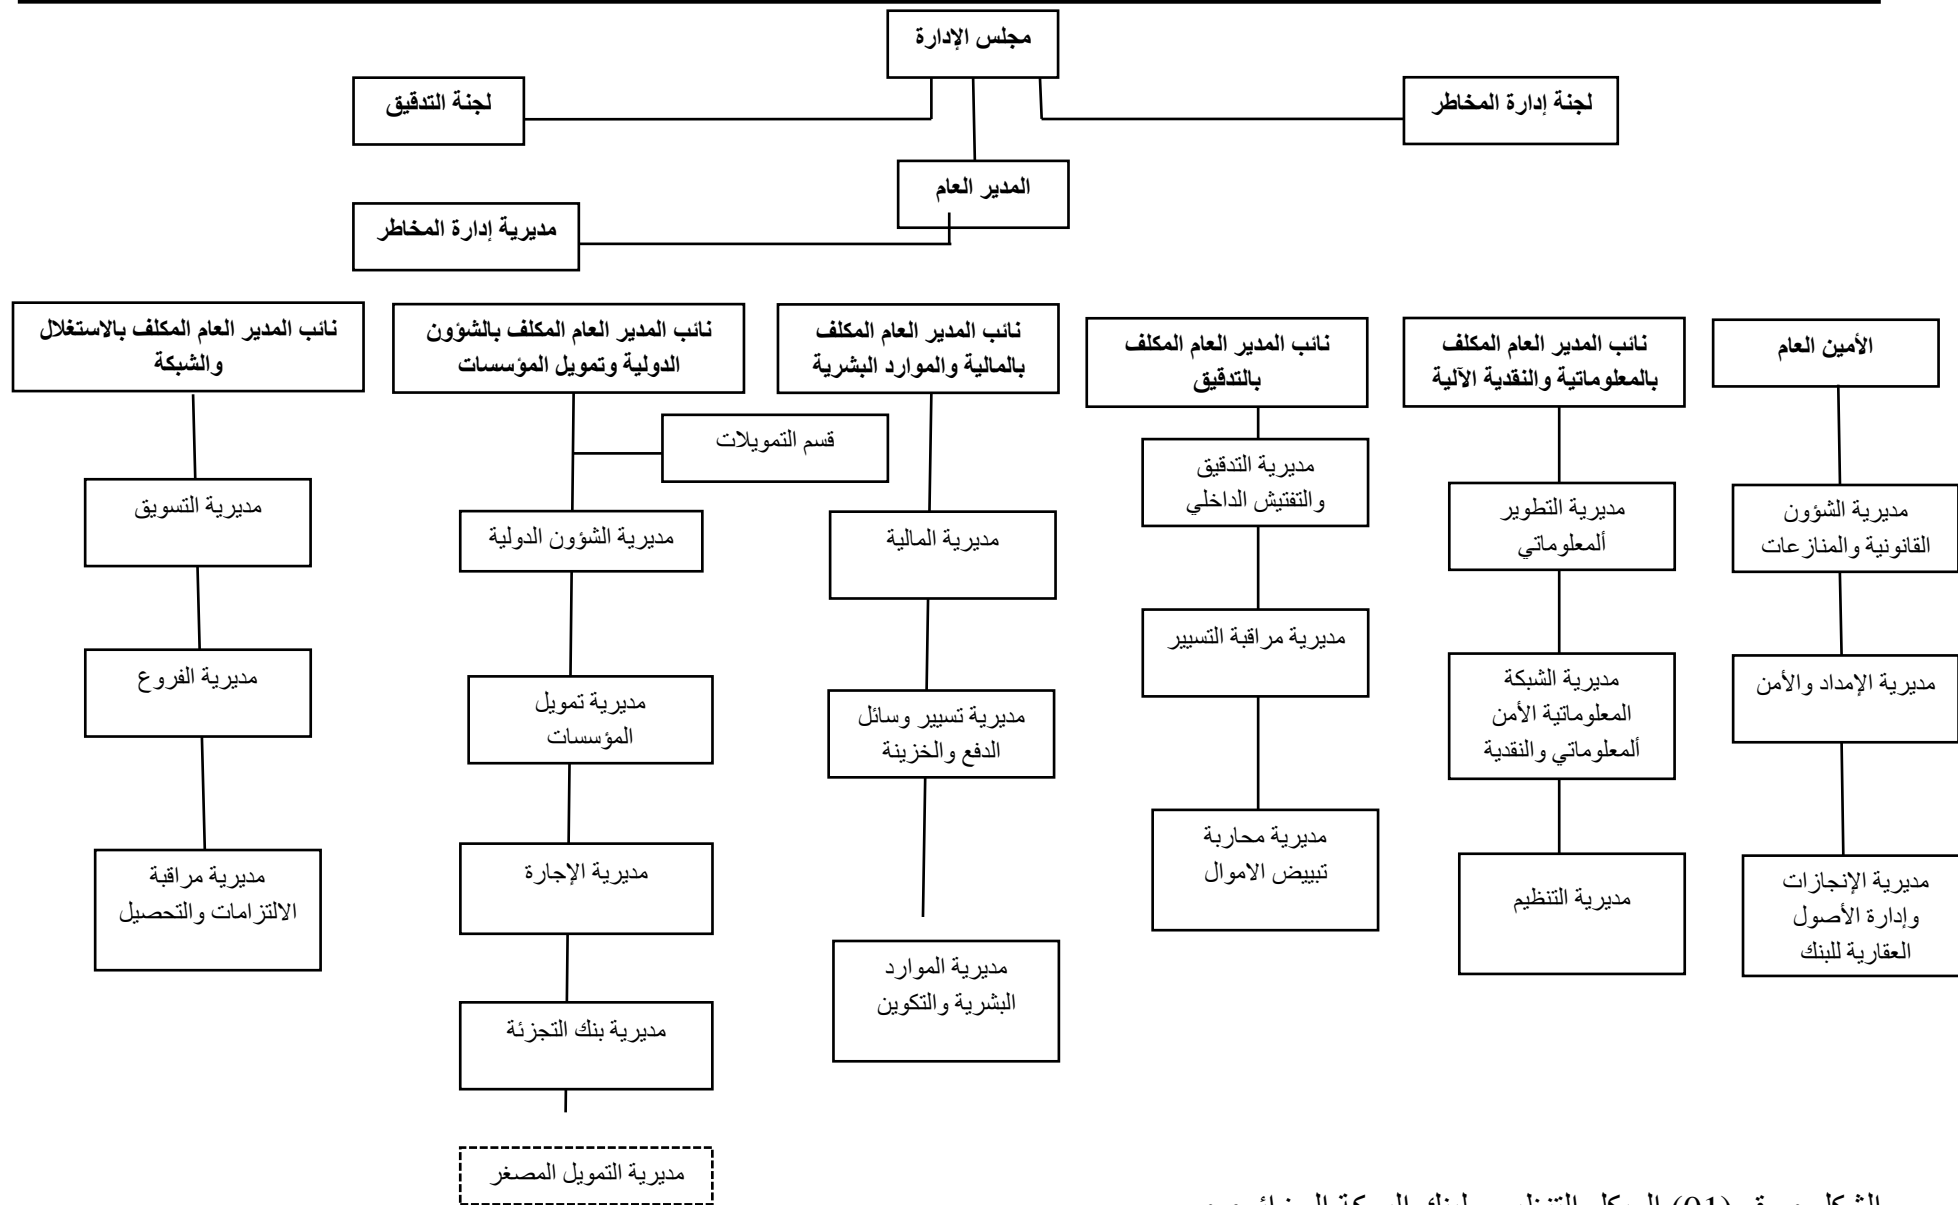 مجلس الإدارة
لجنة إدارة المخاطر
لجنة التدقيق
المدير العام
مديرية إدارة المخاطر
الأمين العام
مديرية الشؤون
القانونية والمنازعات
مديرية الإمداد والأمن
مديرية الإنجازات
وإدارة الأصول
العقارية للبنك
نائب المدير العام المكلف
بالمعلوماتية والنقدية الآلية
مديرية التطوير
ألمعلوماتي
مديرية الشبكة
المعلوماتية الأمن
ألمعلوماتي والنقدية
مديرية التنظيم
نائب المدير العام المكلف
بالتدقيق
مديرية التدقيق
والتفتيش الداخلي
مديرية مراقبة التسيير
مديرية محاربة
تبييض الاموال
نائب المدير العام المكلف
بالمالية والموارد البشرية
مديرية المالية
مديرية تسيير وسائل
الدفع والخزينة
مديرية الموارد
البشرية والتكوين
نائب المدير العام المكلف بالشؤون
الدولية وتمويل المؤسسات
قسم التمويلات
مديرية الشؤون الدولية
مديرية تمويل
المؤسسات
مديرية الإجارة
مديرية بنك التجزئة
مديرية التمويل المصغر
نائب المدير العام المكلف بالاستغلال
والشبكة
مديرية التسويق
مديرية الفروع
مديرية مراقبة
الالتزامات والتحصيل
(01)